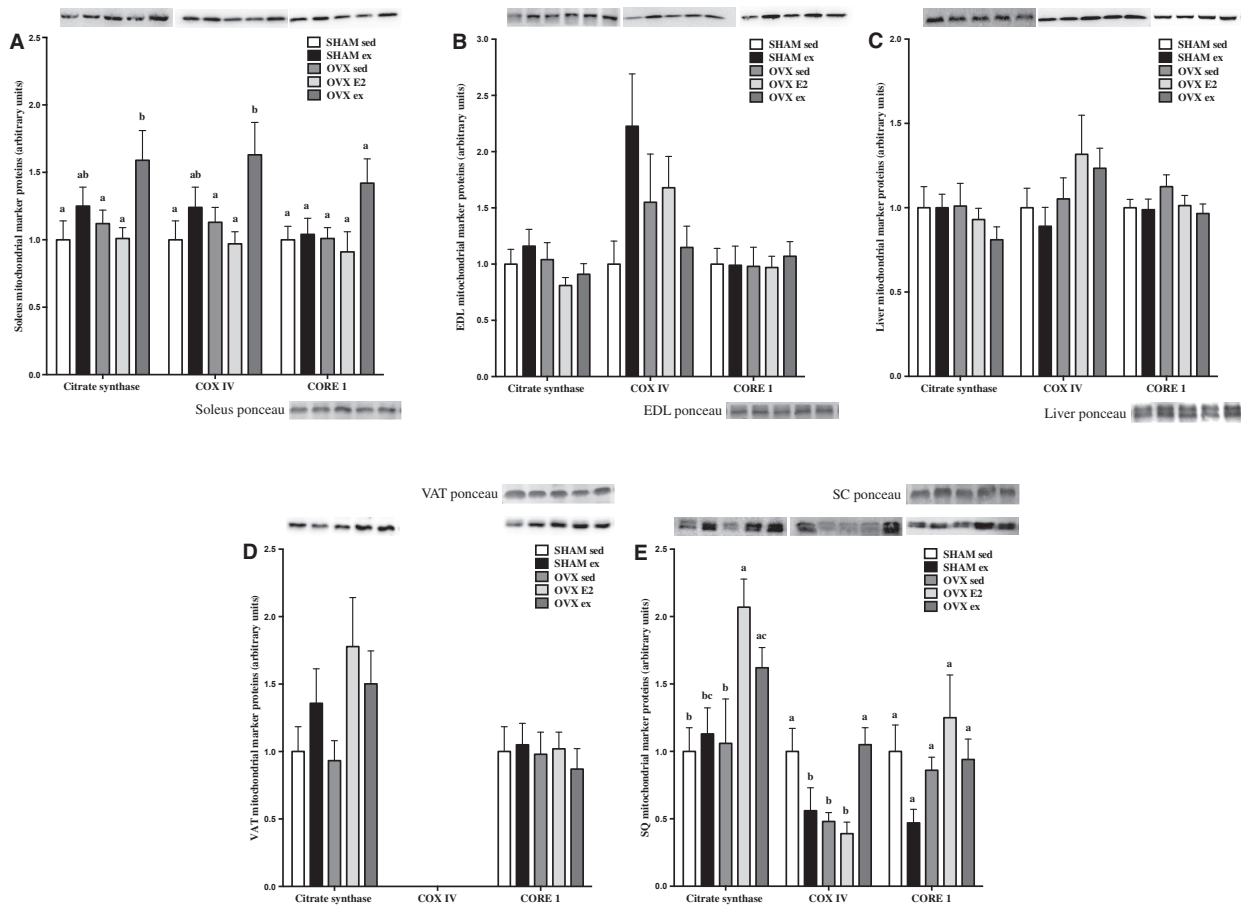 A
2.5
2.0
1.5
1.0
0.5
0.0
Soleus mitochondrial marker proteins (arbitrary units)
SHAM sed
SHAM ex
OVX sed
OVX E2
OVX ex
a
ab
a
a
b
a
ab
a
a
b
a
a
a
a
a
Citrate synthase
COX IV
CORE 1
Soleus ponceau
B
3.0
2.5
2.0
1.5
1.0
0.5
0.0
EDL mitochondrial marker proteins (arbitrary units)
SHAM sed
SHAM ex
OVX sed
OVX E2
OVX ex
Citrate synthase
COX IV
CORE 1
EDL ponceau
C
2.0
1.5
1.0
0.5
0.0
Liver mitochondrial marker proteins (arbitrary units)
SHAM sed
SHAM ex
OVX sed
OVX E2
OVX ex
Citrate synthase
COX IV
CORE 1
Liver ponceau
VAT ponceau
D
2.5
2.0
1.5
1.0
0.5
0.0
VAT mitochondrial marker proteins (arbitrary units)
SHAM sed
SHAM ex
OVX sed
OVX E2
OVX ex
Citrate synthase
COX IV
CORE 1
SC ponceau
E
2.5
2.0
1.5
1.0
0.5
0.0
SQ mitochondrial marker proteins (arbitrary units)
SHAM sed
SHAM ex
OVX sed
OVX E2
OVX ex
b
bc
b
a
ac
a
b
b
b
a
a
a
a
a
a
Citrate synthase
COX IV
CORE 1